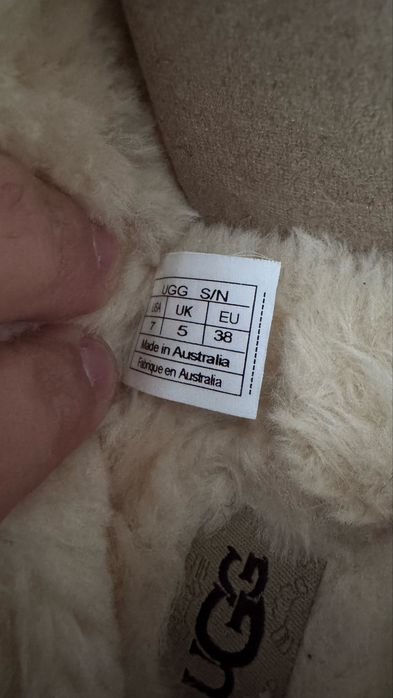 UGG S/N
USA UK EU
7 5 38
Made in Australia
Fabrique en Australia
UGG